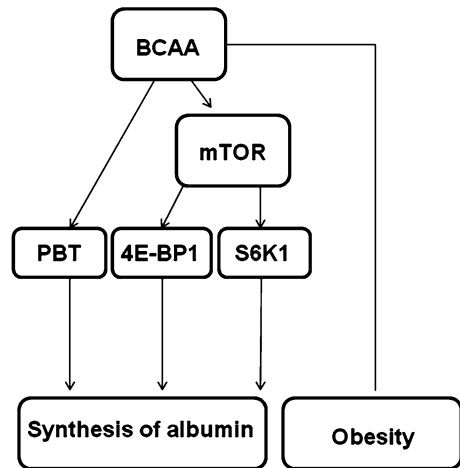 BCAA
mTOR
PBT
4E-BP1
S6K1
Synthesis of albumin
Obesity